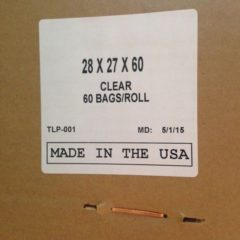 28 X 27 X 60
CLEAR
60 BAGS/ROLL
TLP-001 MD: 5/1/15
MADE IN THE USA